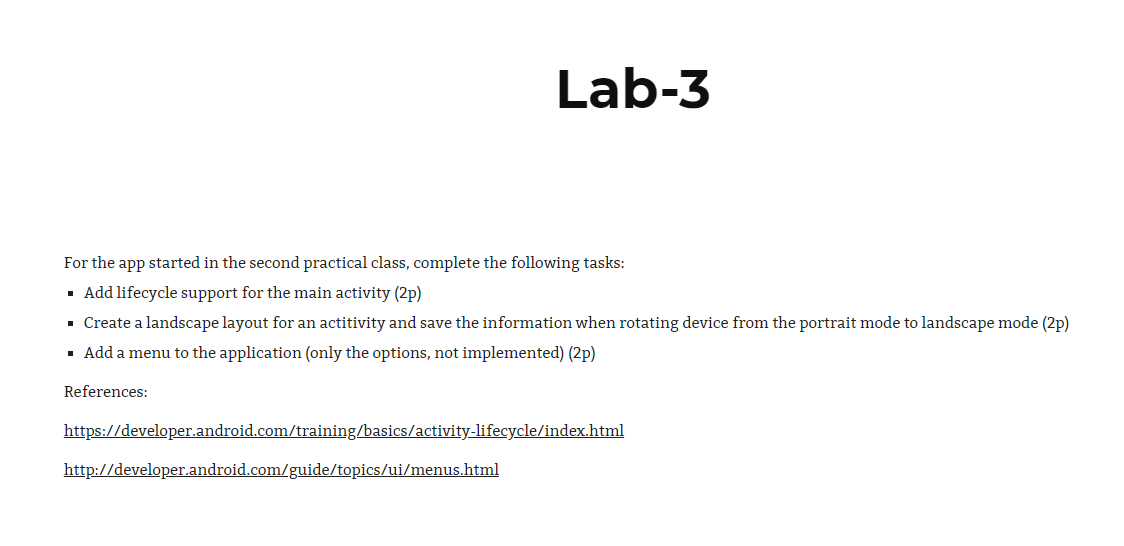 Lab-3
For the app started in the second practical class, complete the following tasks:
Add lifecycle support for the main activity (2p)
Create a landscape layout for an actitivity and save the information when rotating device from the portrait mode to landscape mode (2p)
Add a menu to the application (only the options, not implemented) (2p)
References:
https://developer.android.com/training/basics/activity-lifecycle/index.html
http://developer.android.com/guide/topics/ui/menus.html